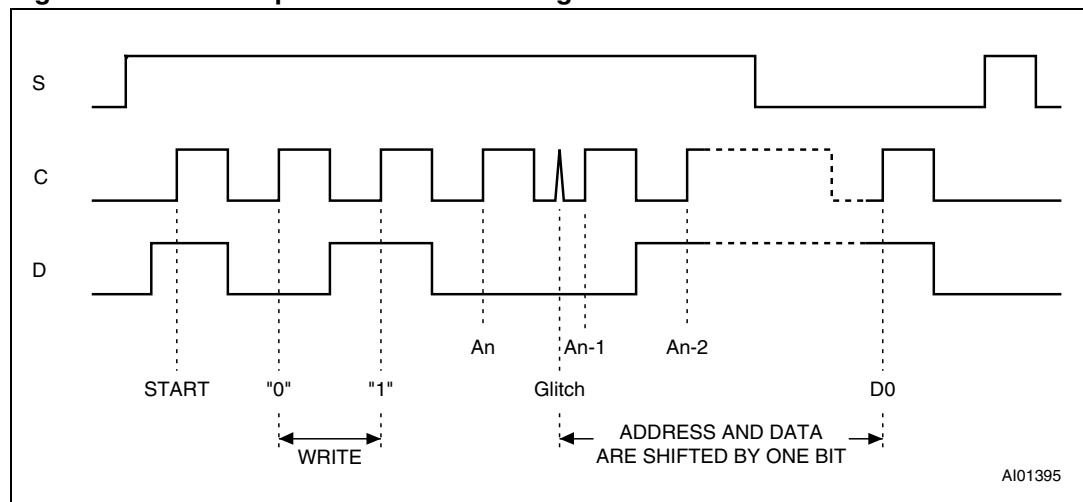 S
C
D
An An-1 An-2
START "0" "1" Glitch D0
WRITE
ADDRESS AND DATA
ARE SHIFTED BY ONE BIT
AI01395